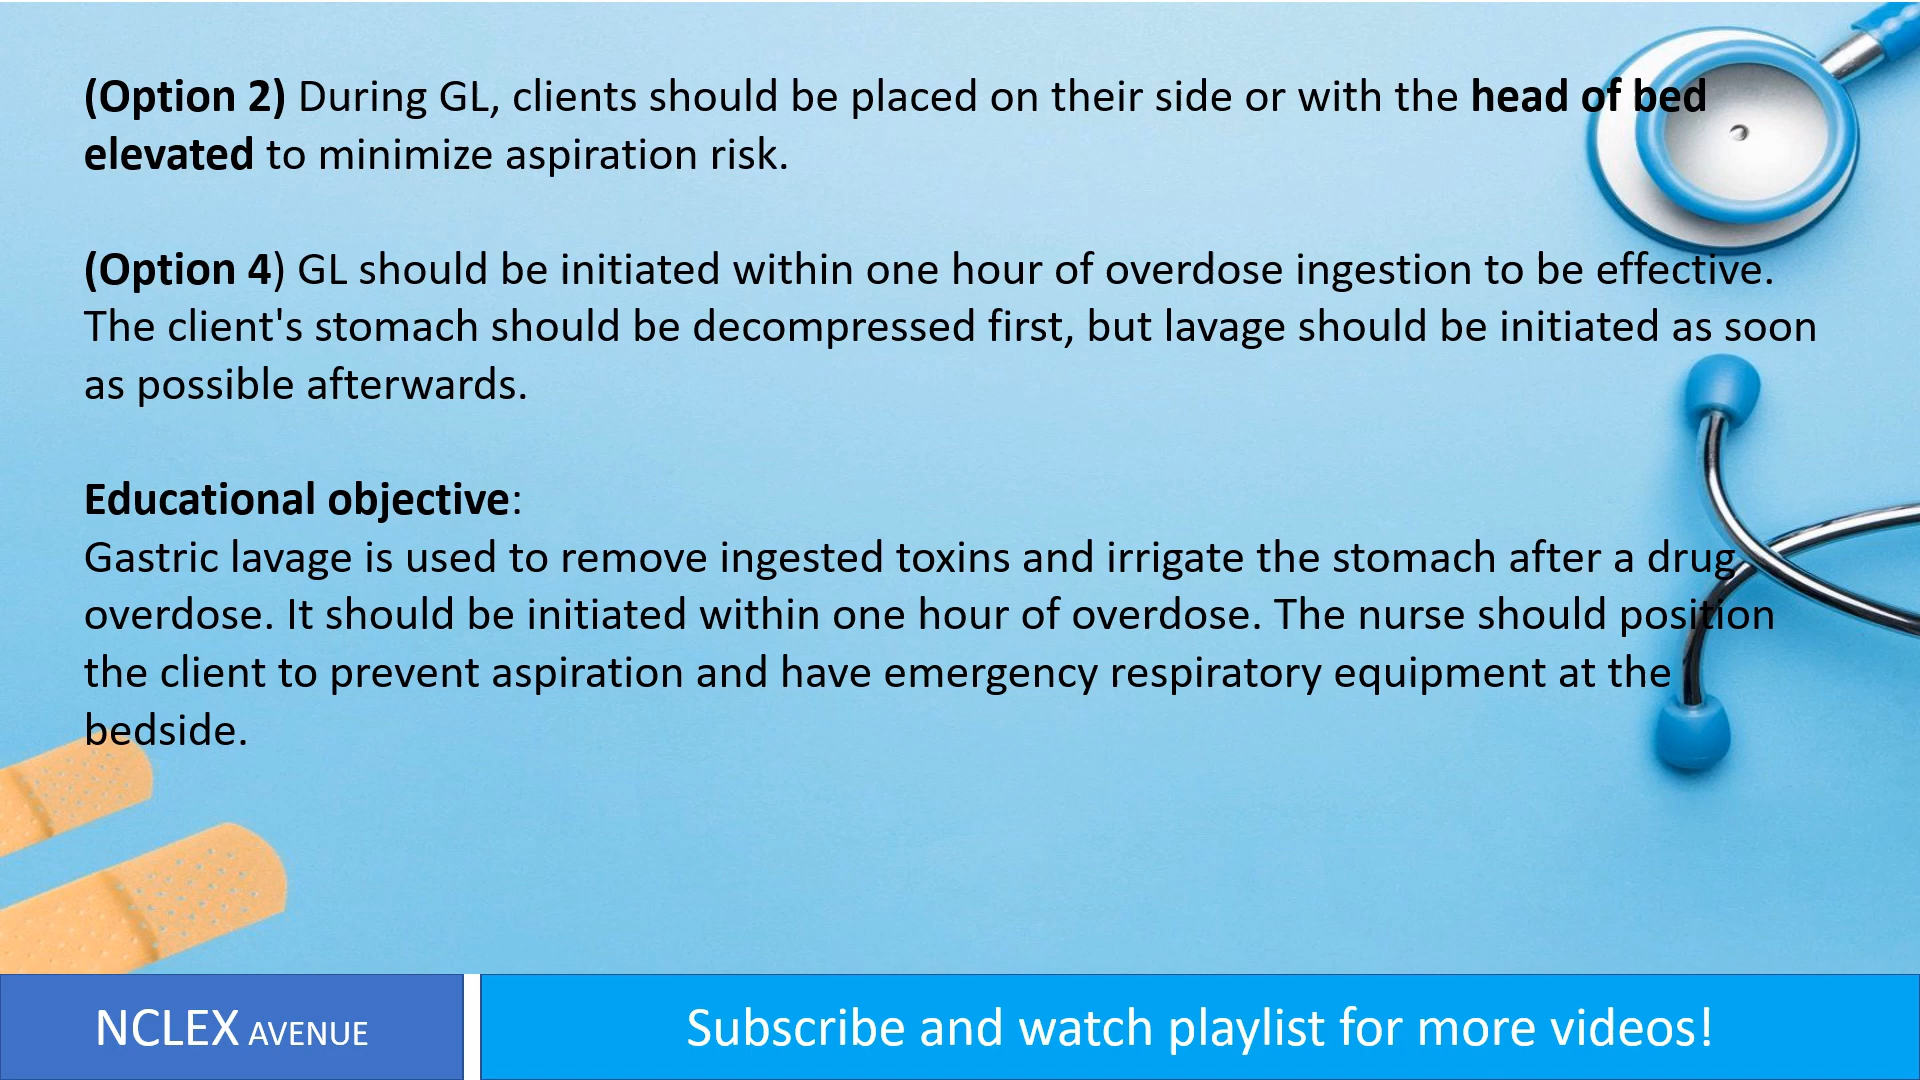 (Option 2) During GL, clients should be placed on their side or with the head of bed
elevated to minimize aspiration risk.
(Option 4) GL should be initiated within one hour of overdose ingestion to be effective.
The client's stomach should be decompressed first, but lavage should be initiated as soon
as possible afterwards.
Educational objective:
Gastric lavage is used to remove ingested toxins and irrigate the stomach after a drug
overdose. It should be initiated within one hour of overdose. The nurse should position
the client to prevent aspiration and have emergency respiratory equipment at the
bedside.
NCLEX AVENUE
Subscribe and watch playlist for more videos!